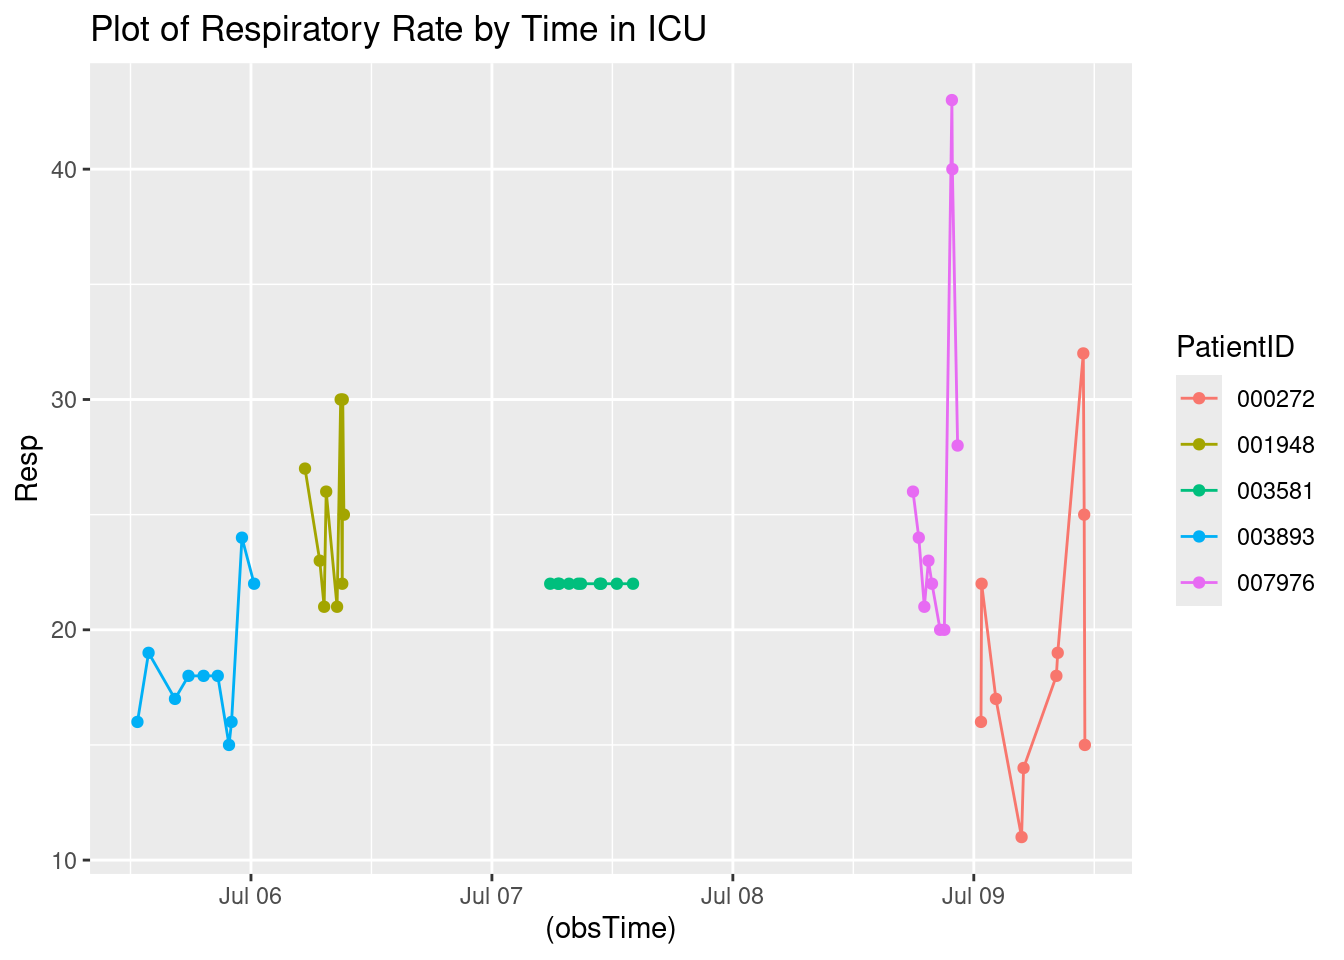 Plot of Respiratory Rate by Time in ICU
40
30
20
10
Resp
Jul 06
Jul 07
Jul 08
Jul 09
(obsTime)
PatientID
000272
001948
003581
003893
007976